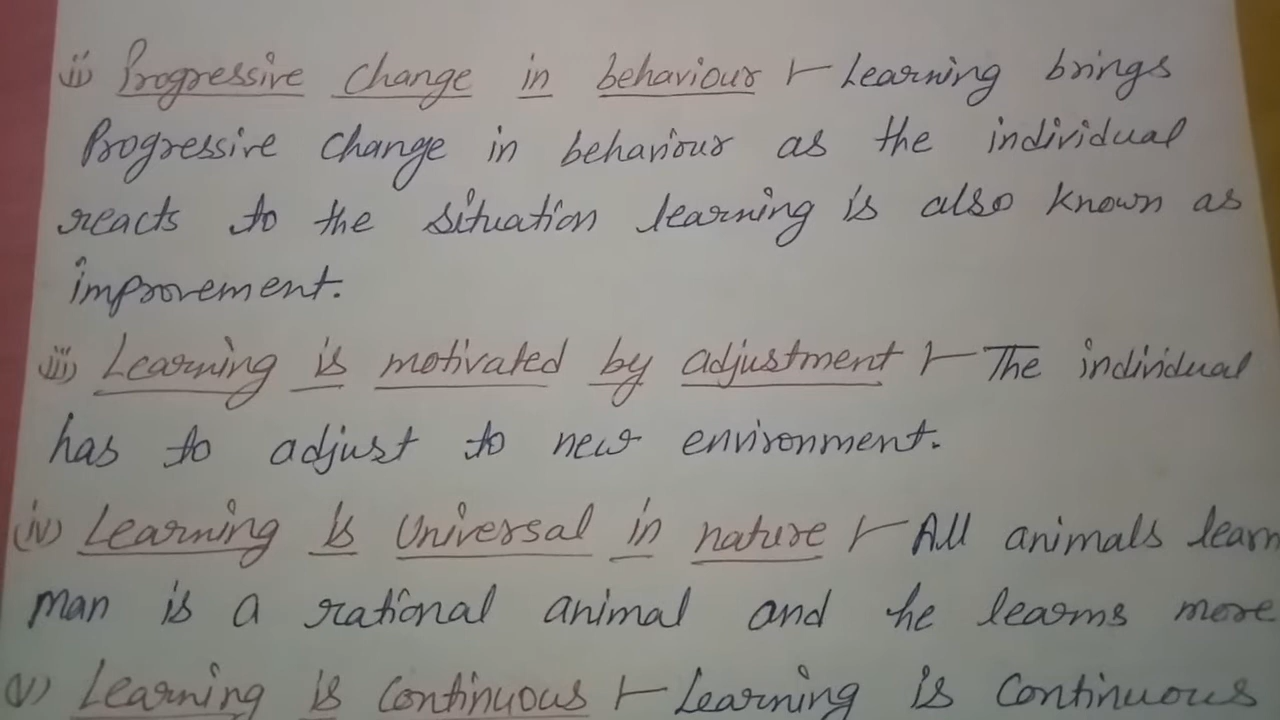 ii) Progressive change in behaviour :- Learning brings
Progressive change in behaviour as the individual
reacts to the situation learning is also known as
improvement.
iii) Learning is motivated by adjustment :- The individual
has to adjust to new environment.
(iv) Learning is Universal in nature :- All animals learn
man is a rational animal and he learns more
(v) Learning is continuous :- Learning is continuous